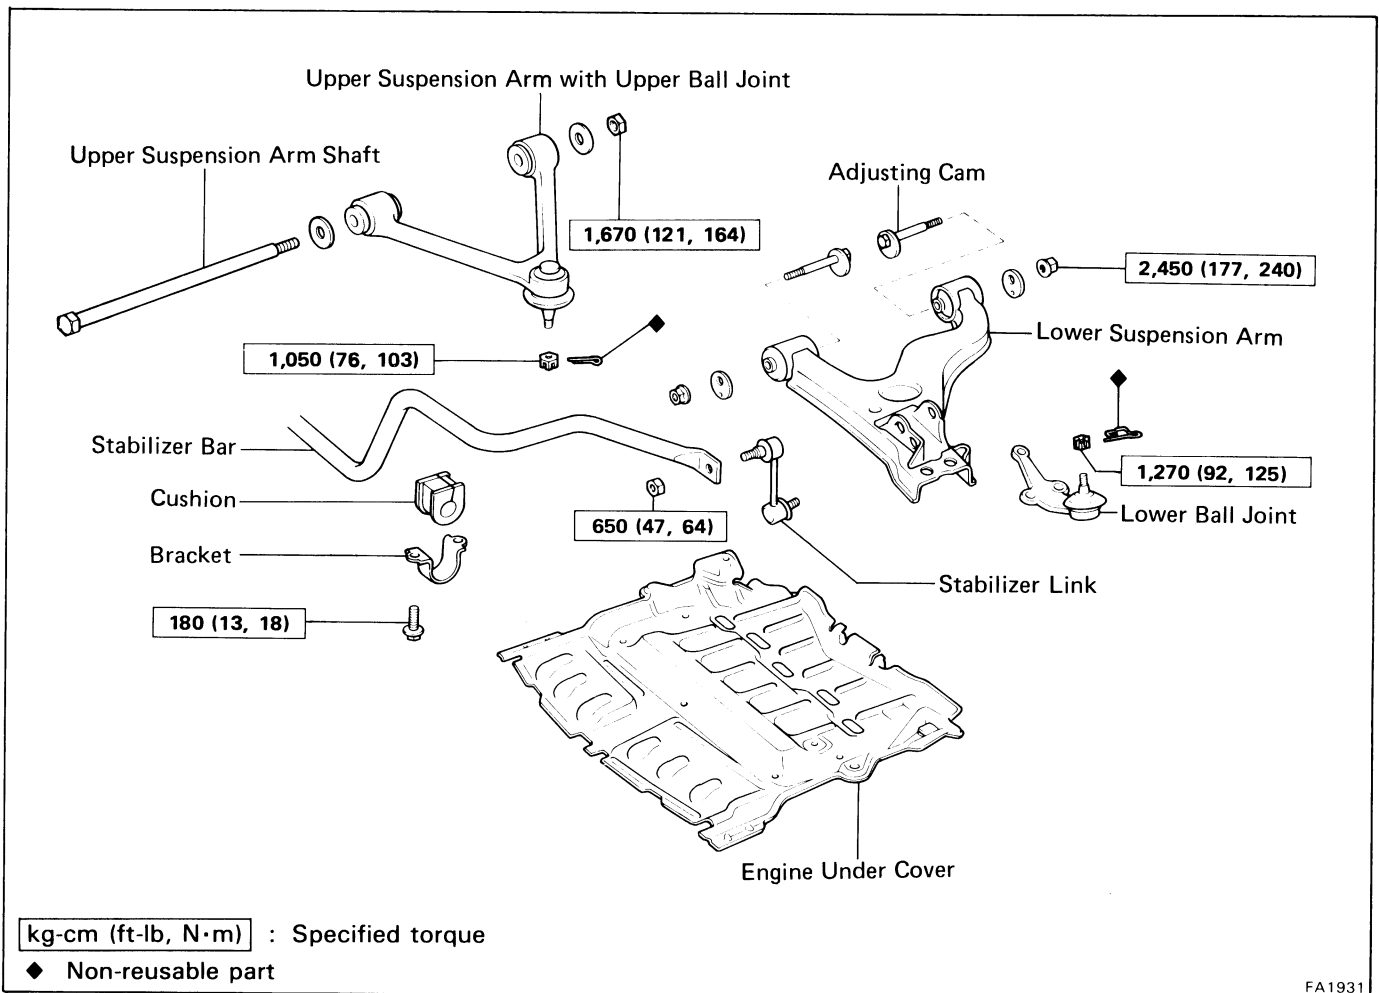 Upper Suspension Arm with Upper Ball Joint
Upper Suspension Arm Shaft
Adjusting Cam
1,670 (121, 164)
2,450 (177, 240)
Lower Suspension Arm
1,050 (76, 103)
Stabilizer Bar
Cushion
1,270 (92, 125)
Lower Ball Joint
650 (47, 64)
Bracket
Stabilizer Link
180 (13, 18)
Engine Under Cover
kg-cm (ft-lb, N·m) : Specified torque
◆ Non-reusable part
FA1931